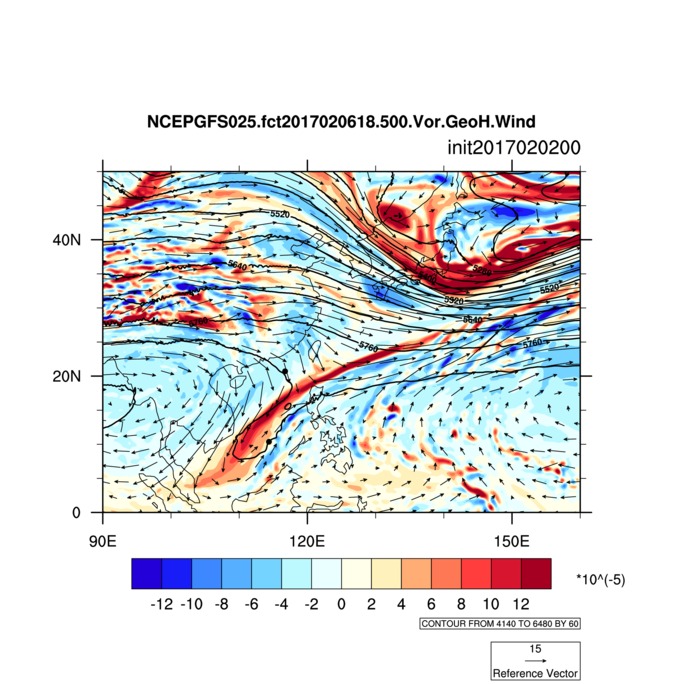 NCEPGFS025.fct2017020618.500.Vor.GeoH.Wind
init2017020200
40N
20N
0
5520
5640
5760
5520
5640
5520
5760
5760
90E 120E 150E
-12 -10 -8 -6 -4 -2 0 2 4 6 8 10 12
*10^(-5)
CONTOUR FROM 4140 TO 6480 BY 60
15
Reference Vector